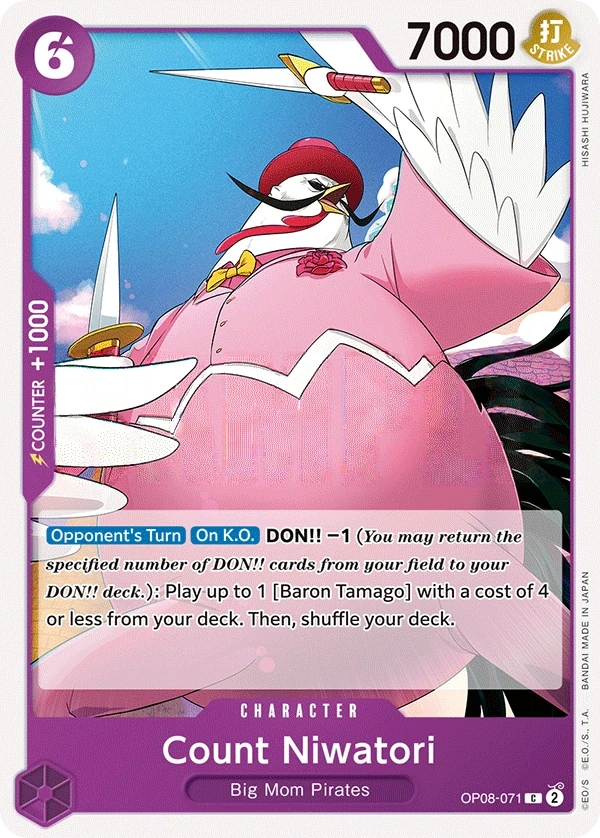 6
7000
打
STRIKE
HISASHI HUJIWARA
COUNTER +1000
Opponent's Turn On K.O. DON!! −1 (You may return the
specified number of DON!! cards from your field to your
DON!! deck.): Play up to 1 [Baron Tamago] with a cost of 4
or less from your deck. Then, shuffle your deck.
CHARACTER
Count Niwatori
Big Mom Pirates
OP08-071 C 2
©EO/S ©E.O./S., T.A. BANDAI MADE IN JAPAN